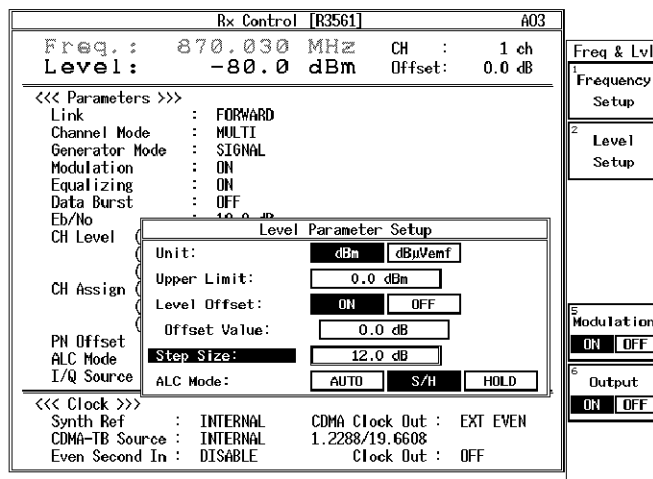 Rx Control [R3561] A03
Freq.: 870.030 MHz CH : 1 ch
Level: -80.0 dBm Offset: 0.0 dB
<<< Parameters >>>
Link : FORWARD
Channel Mode : MULTI
Generator Mode : SIGNAL
Modulation : ON
Equalizing : ON
Data Burst : OFF
Eb/No
CH Level (
CH Assign (
PN Offset
ALC Mode
I/Q Source
Level Parameter Setup
Unit: dBm dBµVemf
Upper Limit: 0.0 dBm
Level Offset: ON OFF
Offset Value: 0.0 dB
Step Size: 12.0 dB
ALC Mode: AUTO S/H HOLD
<<< Clock >>>
Synth Ref : INTERNAL CDMA Clock Out : EXT EVEN
CDMA-TB Source : INTERNAL 1.2288/19.6608
Even Second In : DISABLE Clock Out : OFF
Freq & Lvl
1
Frequency
Setup
2
Level
Setup
5
Modulation
ON OFF
6
Output
ON OFF